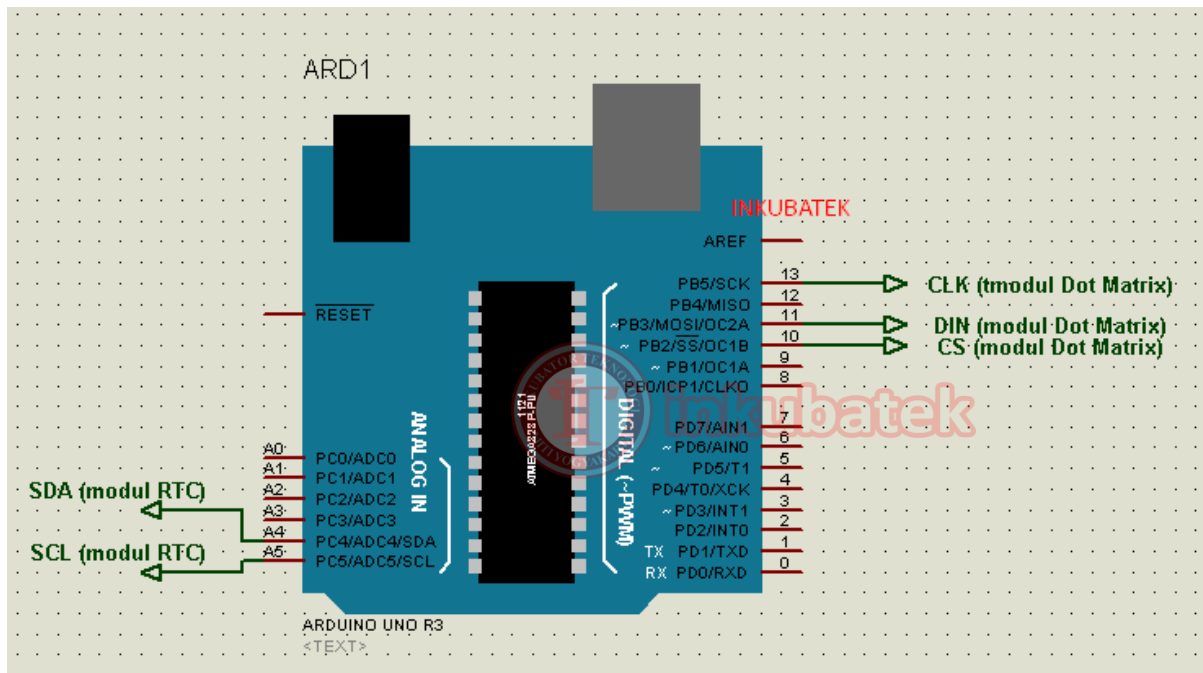 ARD1
INKUBATEK
AREF
PB5/SCK 13 CLK (tmodul Dot Matrix)
RESET
PB4/MISO 12
~PB3/MOSI/OC2A 11 DIN (modul Dot Matrix)
~ PB2/SS/OC1B 10 CS (modul Dot Matrix)
~ PB1/OC1A 9
PB0/ICP1/CLKO 8
inkubatek
1121
ATMEGA328P-PU
DIGITAL (~PWM)
ANALOG IN
PD7/AIN1 7
~ PD6/AIN0 6
~ PD5/T1 5
PD4/T0/XCK 4
~ PD3/INT1 3
PD2/INT0 2
TX PD1/TXD 1
RX PD0/RXD 0
A0 PC0/ADC0
A1 PC1/ADC1
A2 PC2/ADC2
A3 PC3/ADC3
SDA (modul RTC) A4 PC4/ADC4/SDA
SCL (modul RTC) A5 PC5/ADC5/SCL
ARDUINO UNO R3
<TEXT>